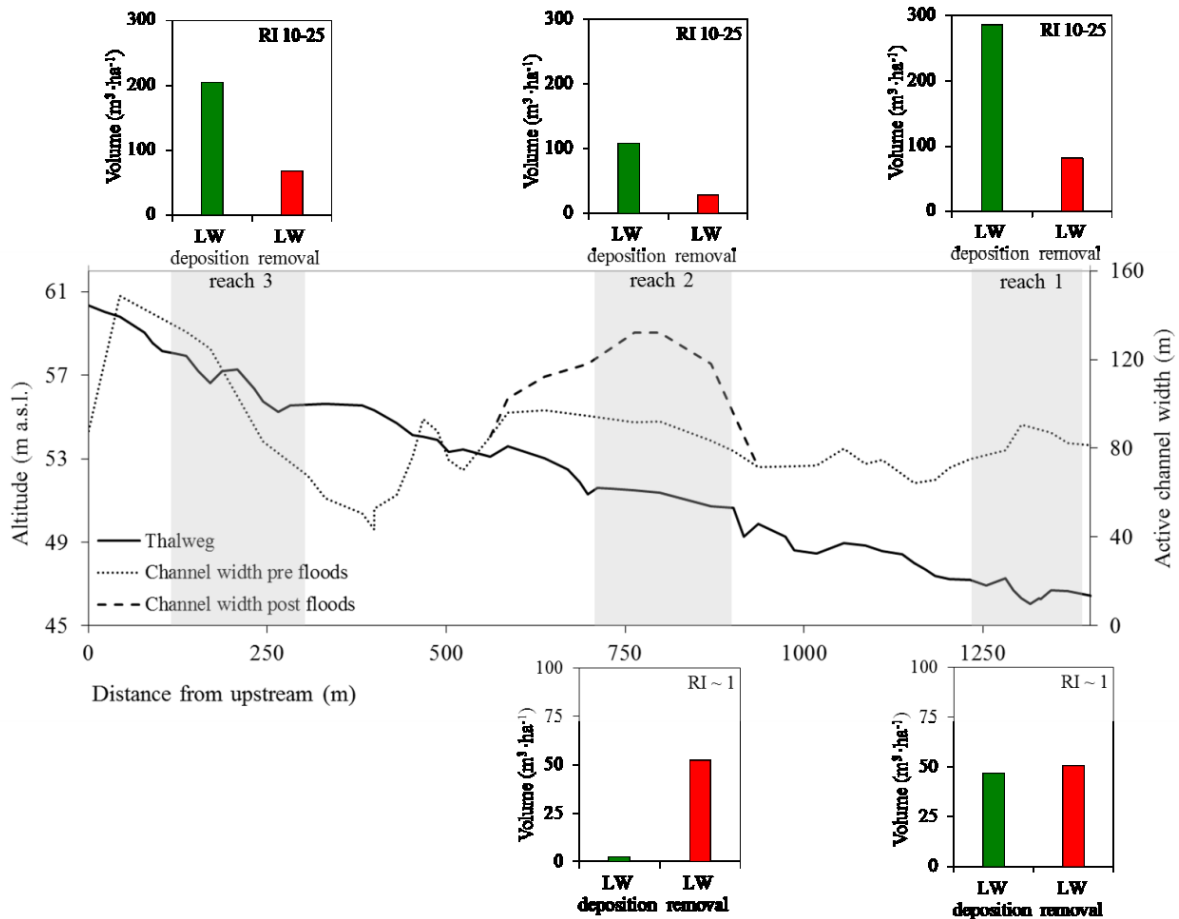 300
200
100
0
Volume (m³·ha⁻¹)
RI 10-25
LW LW
deposition removal
300
200
100
0
Volume (m³·ha⁻¹)
RI 10-25
LW LW
deposition removal
300
200
100
0
Volume (m³·ha⁻¹)
RI 10-25
LW LW
deposition removal
reach 3
reach 2
reach 1
61
57
53
49
45
Altitude (m a.s.l.)
160
120
80
40
0
Active channel width (m)
Thalweg
Channel width pre floods
Channel width post floods
0 250 500 750 1000 1250
Distance from upstream (m)
100
75
50
25
0
Volume (m³·ha⁻¹)
RI ~ 1
LW LW
deposition removal
100
75
50
25
0
Volume (m³·ha⁻¹)
RI ~ 1
LW LW
deposition removal